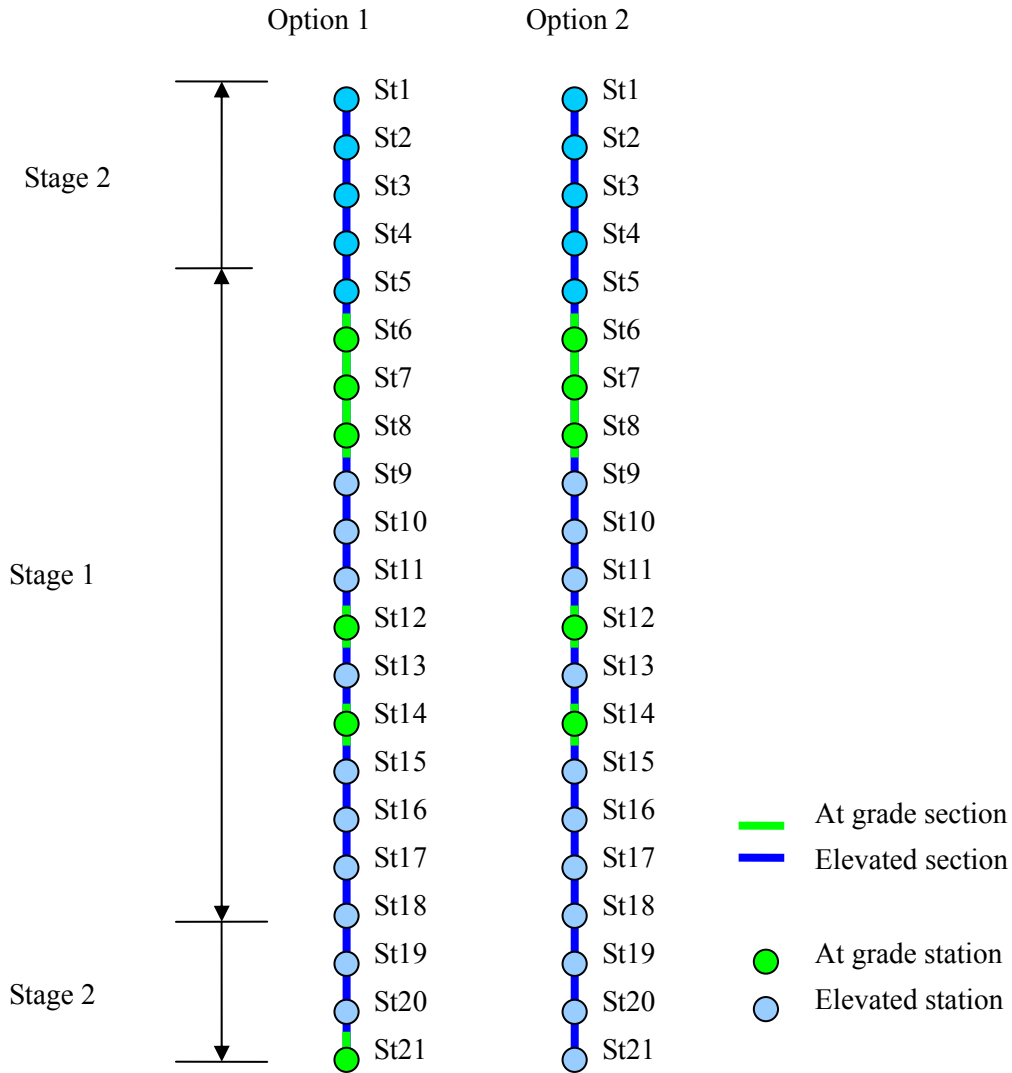 Option 1 Option 2
St1 St1
St2 St2
Stage 2
St3 St3
St4 St4
St5 St5
St6 St6
St7 St7
St8 St8
St9 St9
St10 St10
Stage 1
St11 St11
St12 St12
St13 St13
St14 St14
St15 St15
St16 St16
At grade section
St17 St17
Elevated section
St18 St18
St19 St19
At grade station
Stage 2
St20 St20
Elevated station
St21 St21